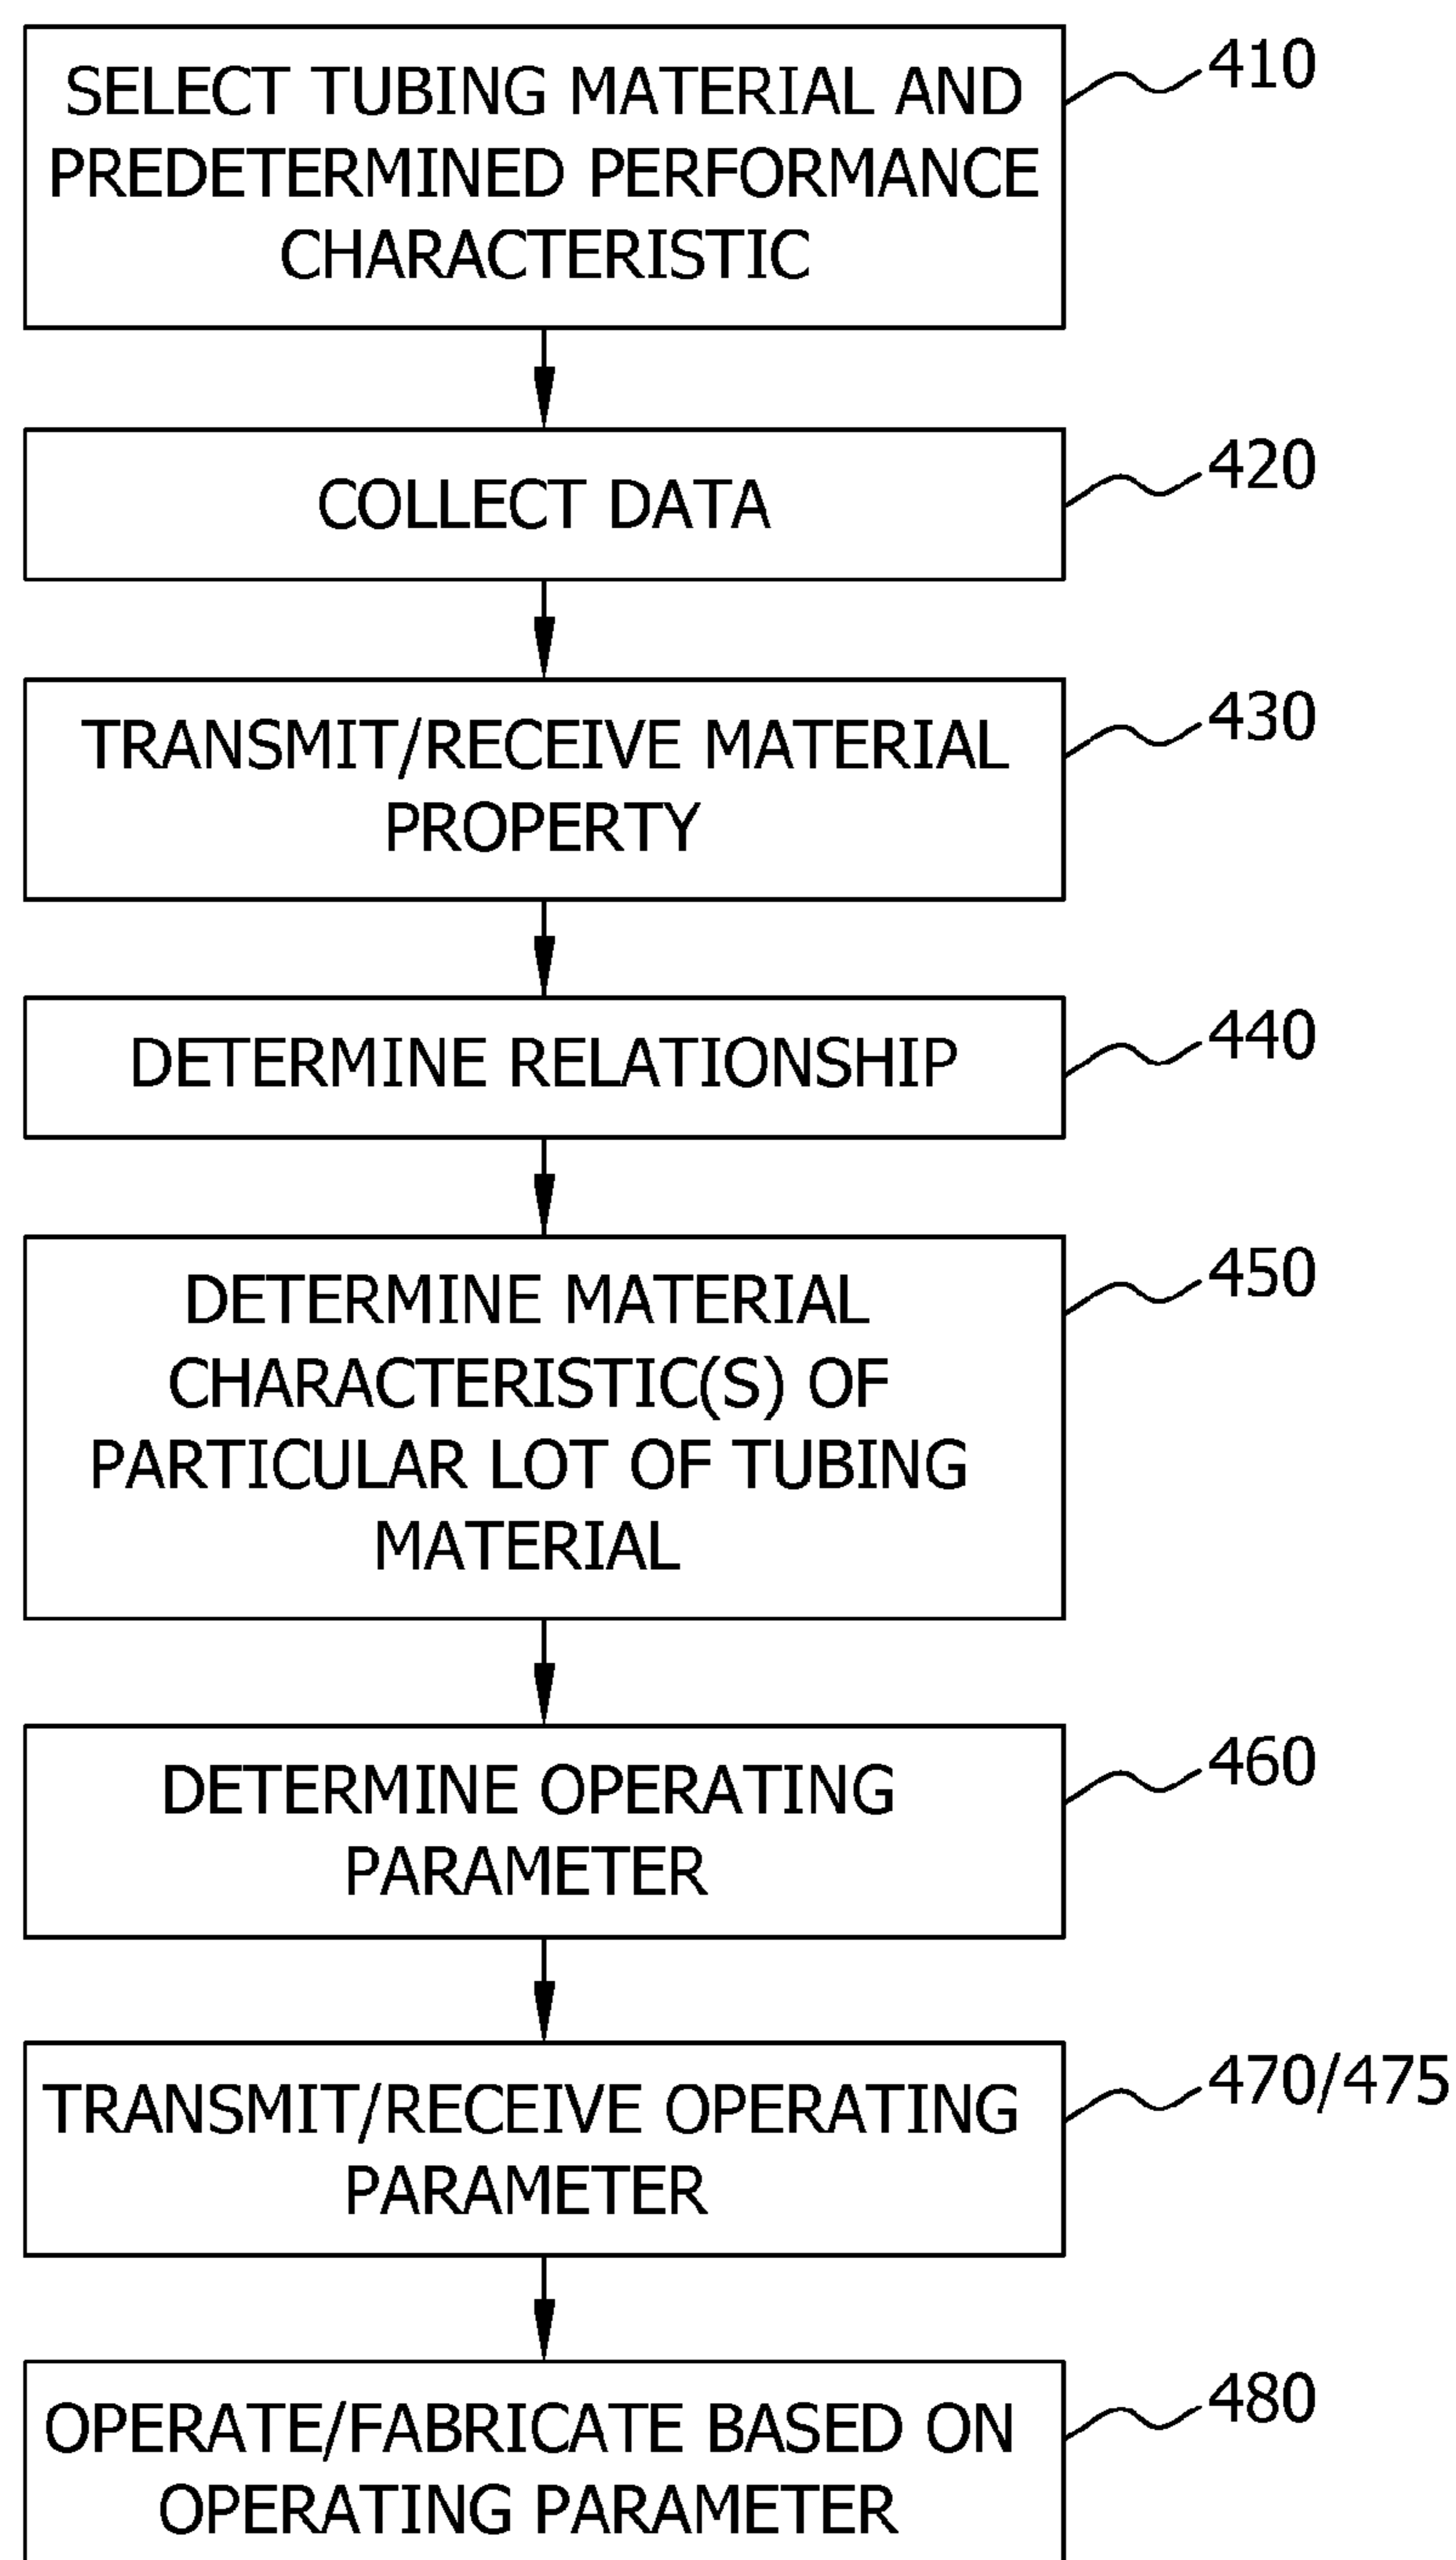 SELECT TUBING MATERIAL AND
PREDETERMINED PERFORMANCE
CHARACTERISTIC
410
COLLECT DATA
420
TRANSMIT/RECEIVE MATERIAL
PROPERTY
430
DETERMINE RELATIONSHIP
440
DETERMINE MATERIAL
CHARACTERISTIC(S) OF
PARTICULAR LOT OF TUBING
MATERIAL
450
DETERMINE OPERATING
PARAMETER
460
TRANSMIT/RECEIVE OPERATING
PARAMETER
470/475
OPERATE/FABRICATE BASED ON
OPERATING PARAMETER
480